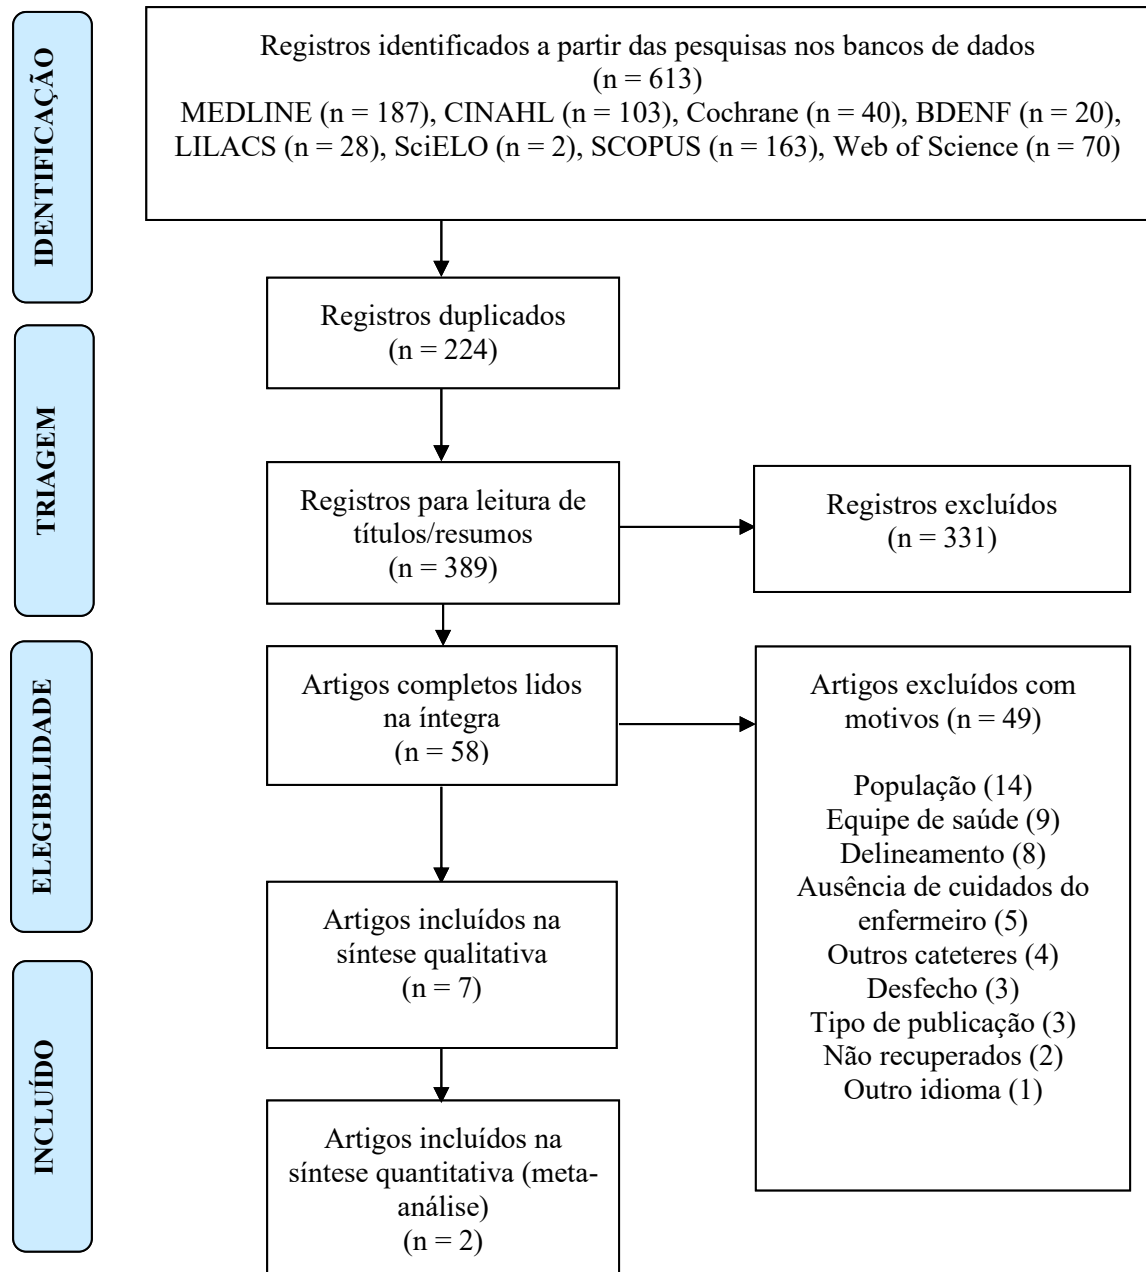 IDENTIFICAÇÃO
Registros identificados a partir das pesquisas nos bancos de dados
(n = 613)
MEDLINE (n = 187), CINAHL (n = 103), Cochrane (n = 40), BDENF (n = 20),
LILACS (n = 28), SciELO (n = 2), SCOPUS (n = 163), Web of Science (n = 70)
Registros duplicados
(n = 224)
TRIAGEM
Registros para leitura de
títulos/resumos
(n = 389)
Registros excluídos
(n = 331)
ELEGIBILIDADE
Artigos completos lidos
na íntegra
(n = 58)
Artigos excluídos com
motivos (n = 49)
População (14)
Equipe de saúde (9)
Delineamento (8)
Ausência de cuidados do
enfermeiro (5)
Outros cateteres (4)
Desfecho (3)
Tipo de publicação (3)
Não recuperados (2)
Outro idioma (1)
Artigos incluídos na
síntese qualitativa
(n = 7)
INCLUÍDO
Artigos incluídos na
síntese quantitativa (meta-
análise)
(n = 2)